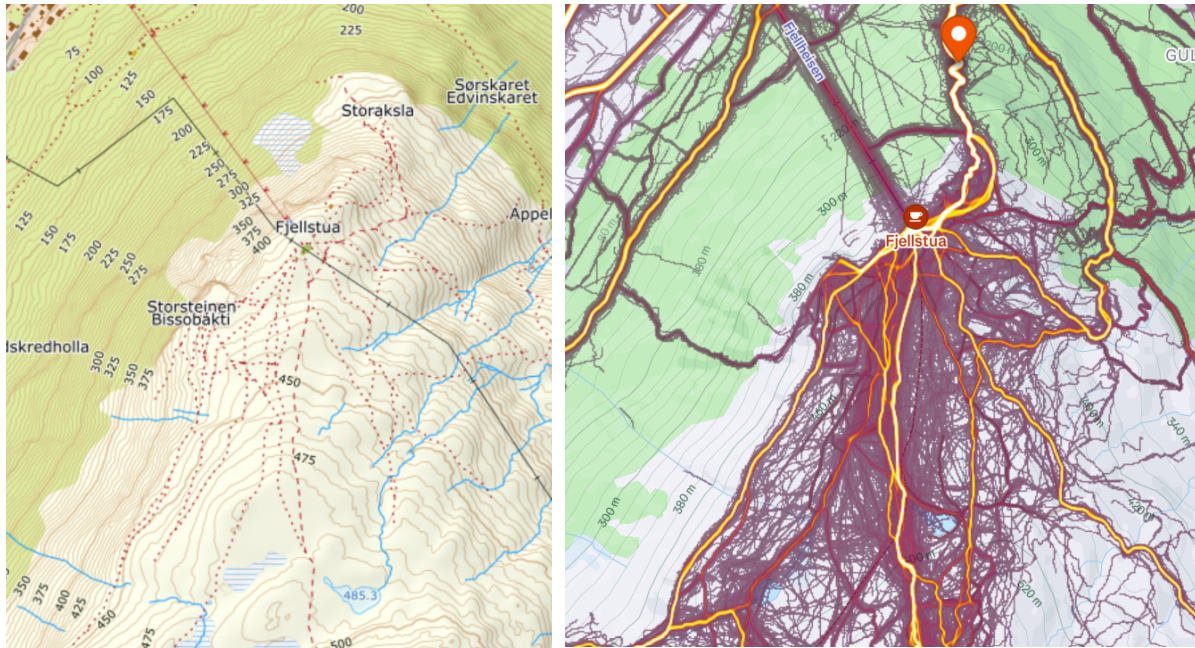 200
225
75
100
125
150
175
200
225
250
275
300
325
350
375
400
Storaksla
Sørskaret
Edvinskaret
Fjellstua
Appel
125
150
175
200
225
250
275
Storsteinen
Bissobákti
dskredholla
300
325
350
375
450
475
485.3
350
375
400
425
450
475
500
Fjellheisen
200 m
GUL
220 m
300 m
300 m
Fjellstua
380 m
300 m
380 m
400 m
340 m
420 m
520 m